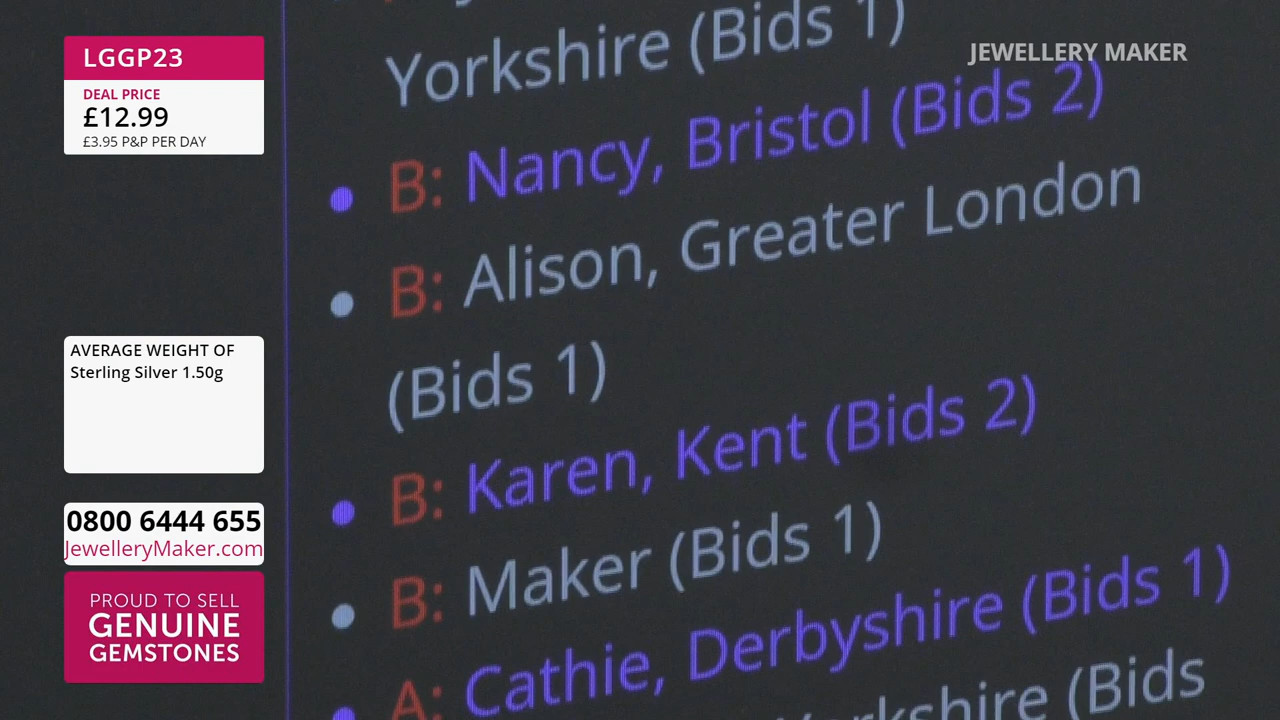 LGGP23
DEAL PRICE
£12.99
£3.95 P&P PER DAY
AVERAGE WEIGHT OF
Sterling Silver 1.50g
0800 6444 655
JewelleryMaker.com
PROUD TO SELL
GENUINE
GEMSTONES
JEWELLERY MAKER
Yorkshire (Bids 1)
B: Nancy, Bristol (Bids 2)
B: Alison, Greater London
(Bids 1)
B: Karen, Kent (Bids 2)
B: Maker (Bids 1)
A: Cathie, Derbyshire (Bids 1)
(Bids